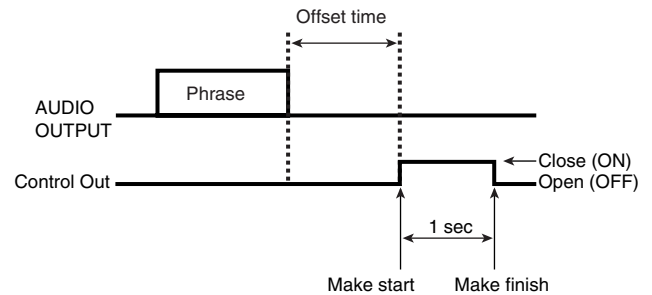 Offset time
Phrase
AUDIO
OUTPUT
Close (ON)
Control Out
Open (OFF)
1 sec
Make start
Make finish